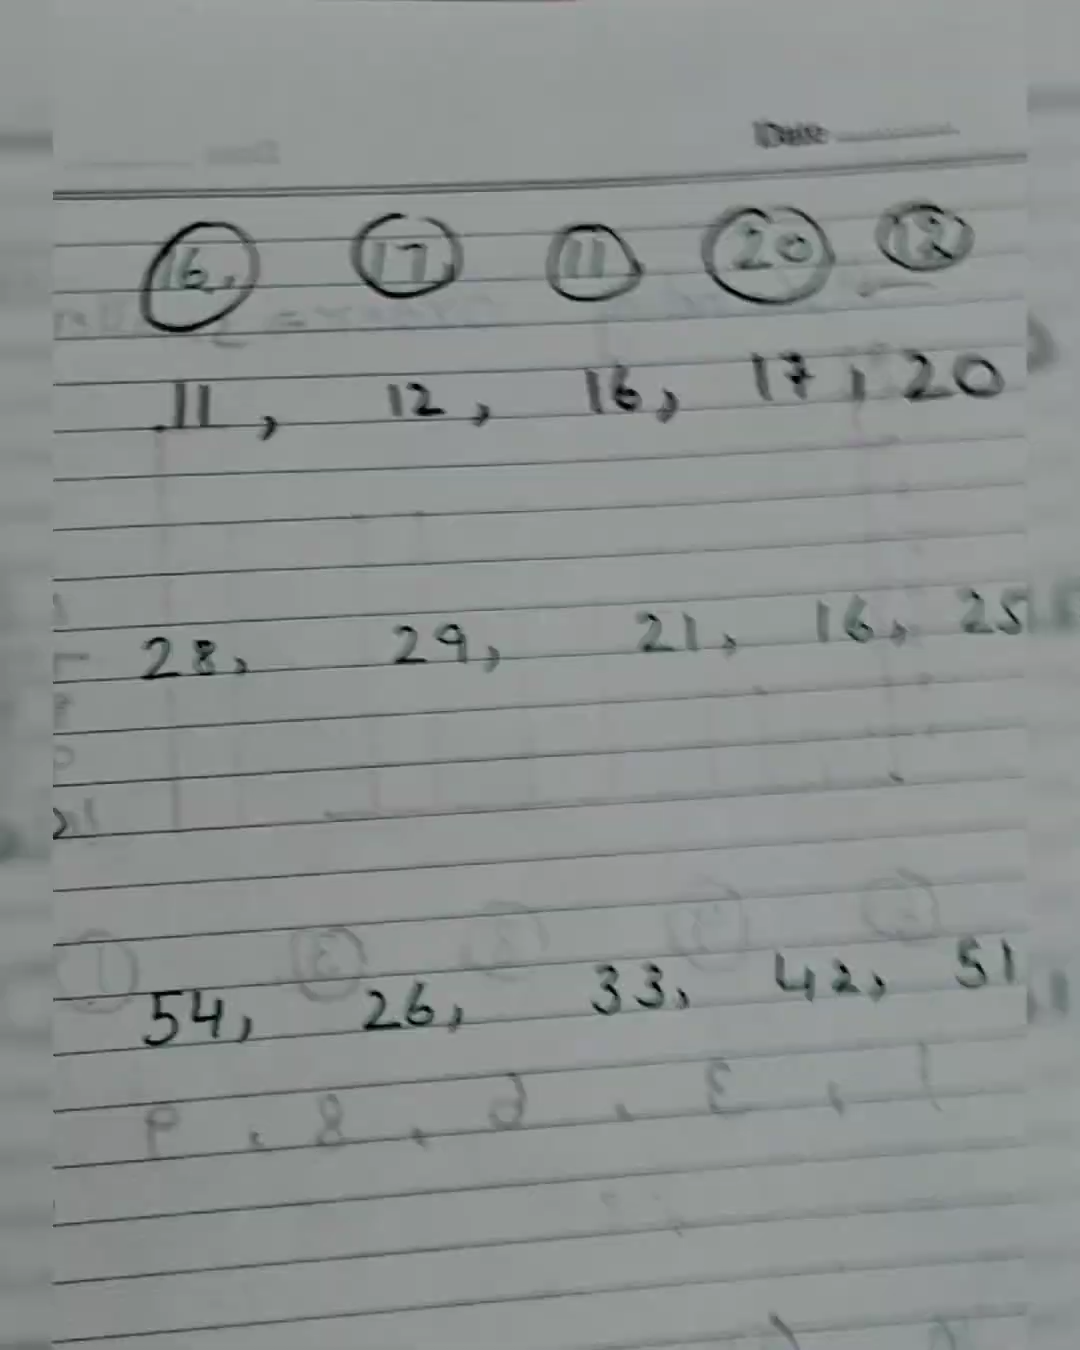 Date
16, 17, 11 20 12
11, 12, 16, 17, 20
28, 29, 21, 16, 25
54, 26, 33, 42, 51